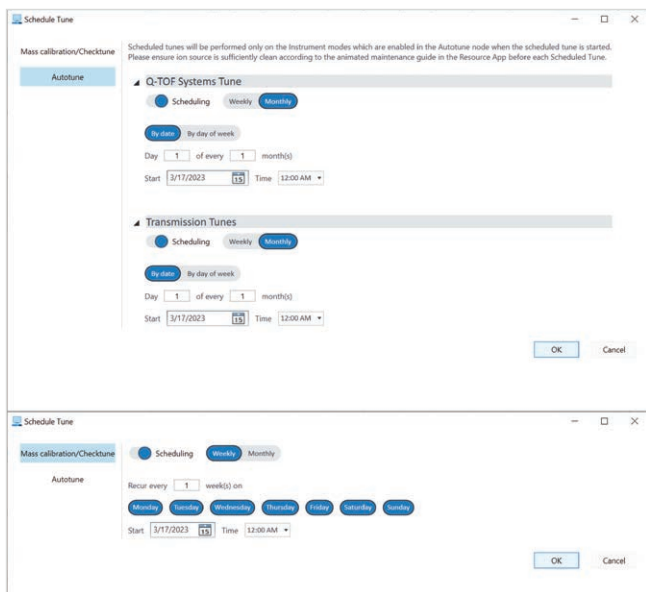 Schedule Tune
Mass calibration/Checktune
Autotune
Scheduled tunes will be performed only on the Instrument modes which are enabled in the Autotune node when the scheduled tune is started.
Please ensure ion source is sufficiently clean according to the animated maintenance guide in the Resource App before each Scheduled Tune.
Q-TOF Systems Tune
Scheduling Weekly Monthly
By date By day of week
Day 1 of every 1 month(s)
Start 3/17/2023 15 Time 12:00 AM
Transmission Tunes
Scheduling Weekly Monthly
By date By day of week
Day 1 of every 1 month(s)
Start 3/17/2023 15 Time 12:00 AM
OK Cancel
Schedule Tune
Mass calibration/Checktune
Autotune
Scheduling Weekly Monthly
Recur every 1 week(s) on
Monday Tuesday Wednesday Thursday Friday Saturday Sunday
Start 3/17/2023 15 Time 12:00 AM
OK Cancel